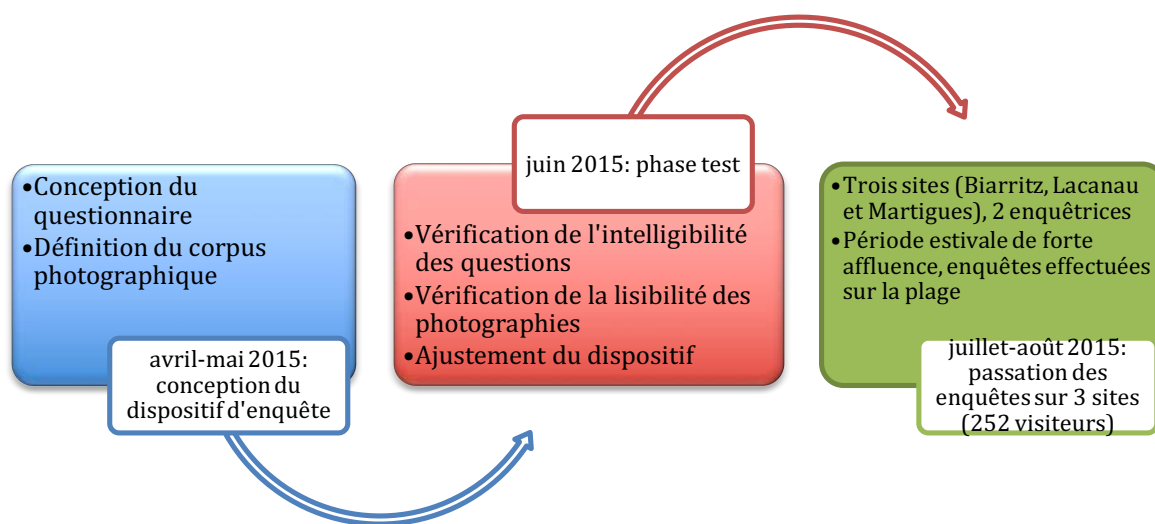 •Conception du
questionnaire
•Définition du corpus
photographique
avril-mai 2015:
conception du
dispositif d'enquête
juin 2015: phase test
•Vérification de l'intelligibilité
des questions
•Vérification de la lisibilité des
photographies
•Ajustement du dispositif
•Trois sites (Biarritz, Lacanau
et Martigues), 2 enquêtrices
•Période estivale de forte
affluence, enquêtes effectuées
sur la plage
juillet-août 2015:
passation des
enquêtes sur 3 sites
(252 visiteurs)